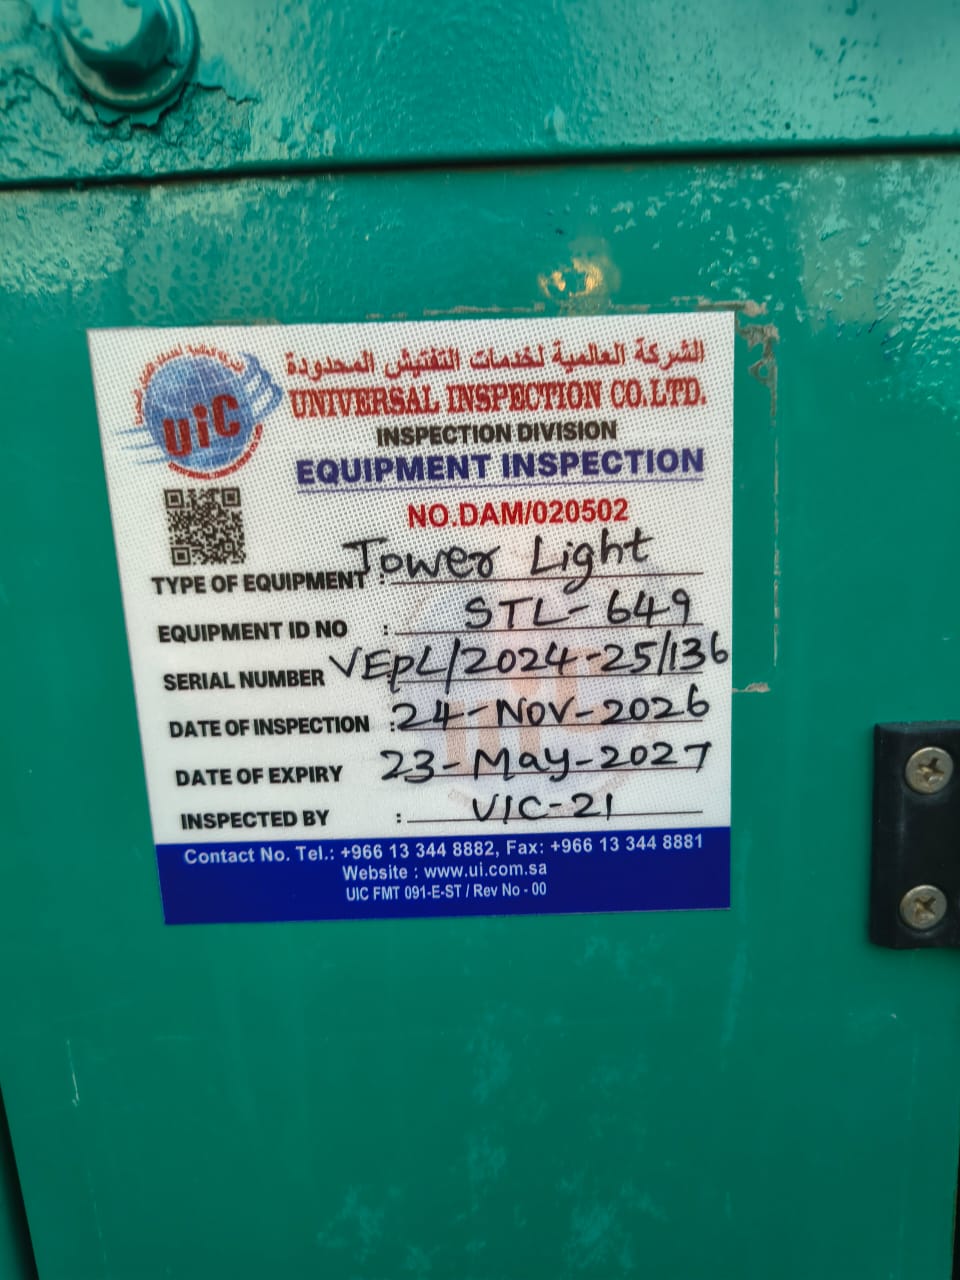 الشركة العالمية لخدمات التفتيش المحدودة
UNIVERSAL INSPECTION CO.LTD.
UiC
INSPECTION DIVISION
EQUIPMENT INSPECTION
NO.DAM/020502
TYPE OF EQUIPMENT : Tower Light
EQUIPMENT ID NO : STL-649
SERIAL NUMBER VEPL/2024-25/136
DATE OF INSPECTION : 24-NOV-2026
DATE OF EXPIRY 23-May-2027
INSPECTED BY : VIC-21
Contact No. Tel.: +966 13 344 8882, Fax: +966 13 344 8881
Website : www.ui.com.sa
UIC FMT 091-E-ST / Rev No - 00